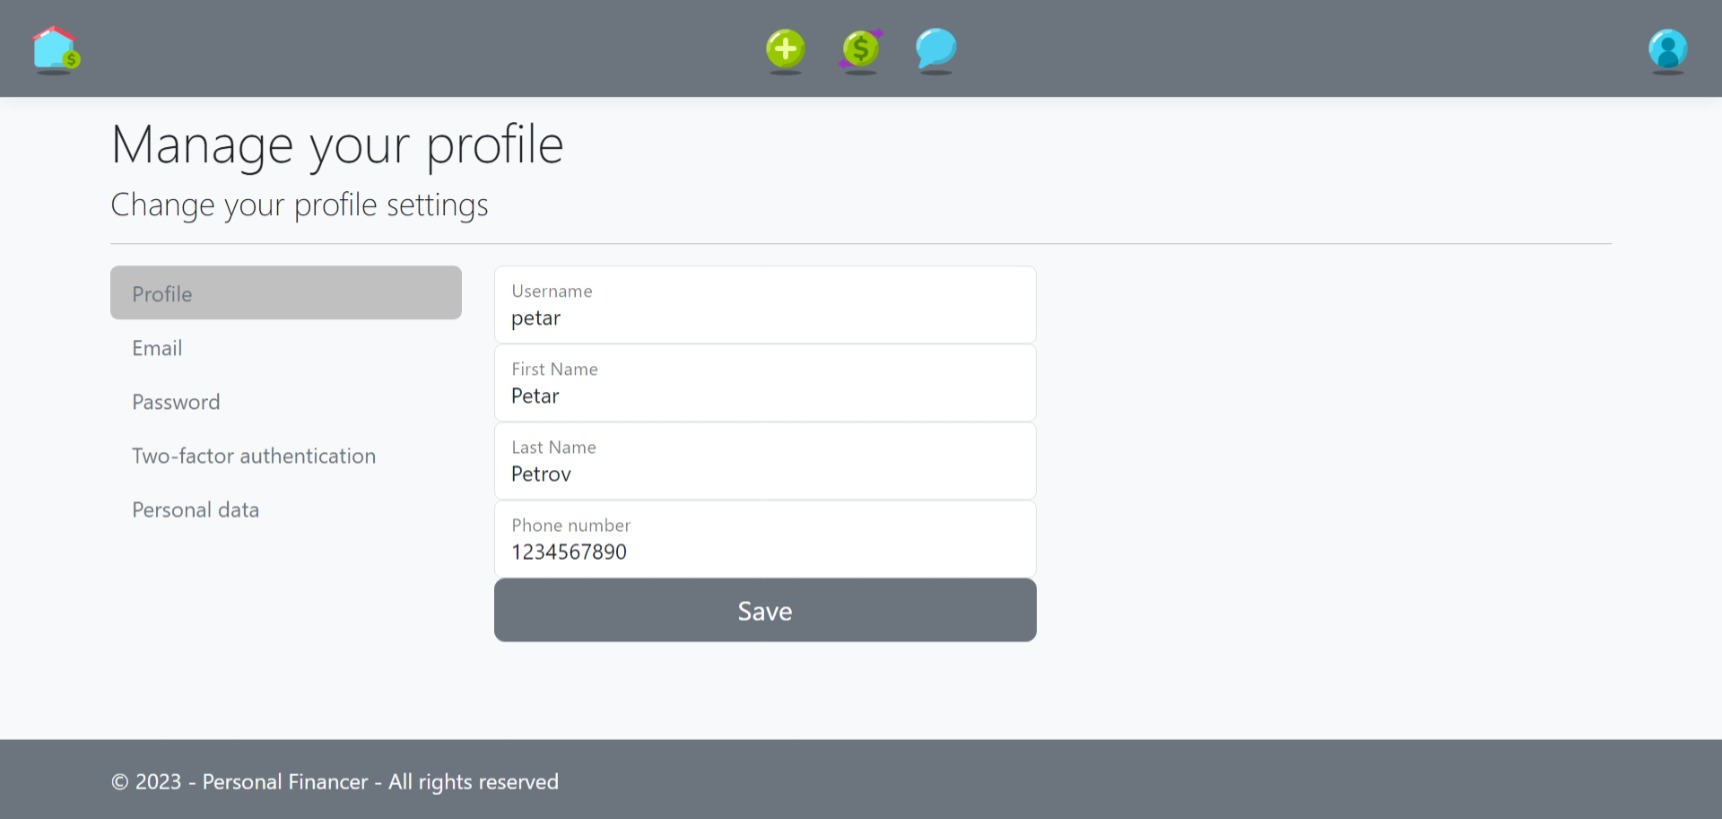 Manage your profile
Change your profile settings
Profile
Email
Password
Two-factor authentication
Personal data
Username
petar
First Name
Petar
Last Name
Petrov
Phone number
1234567890
Save
© 2023 - Personal Financer - All rights reserved